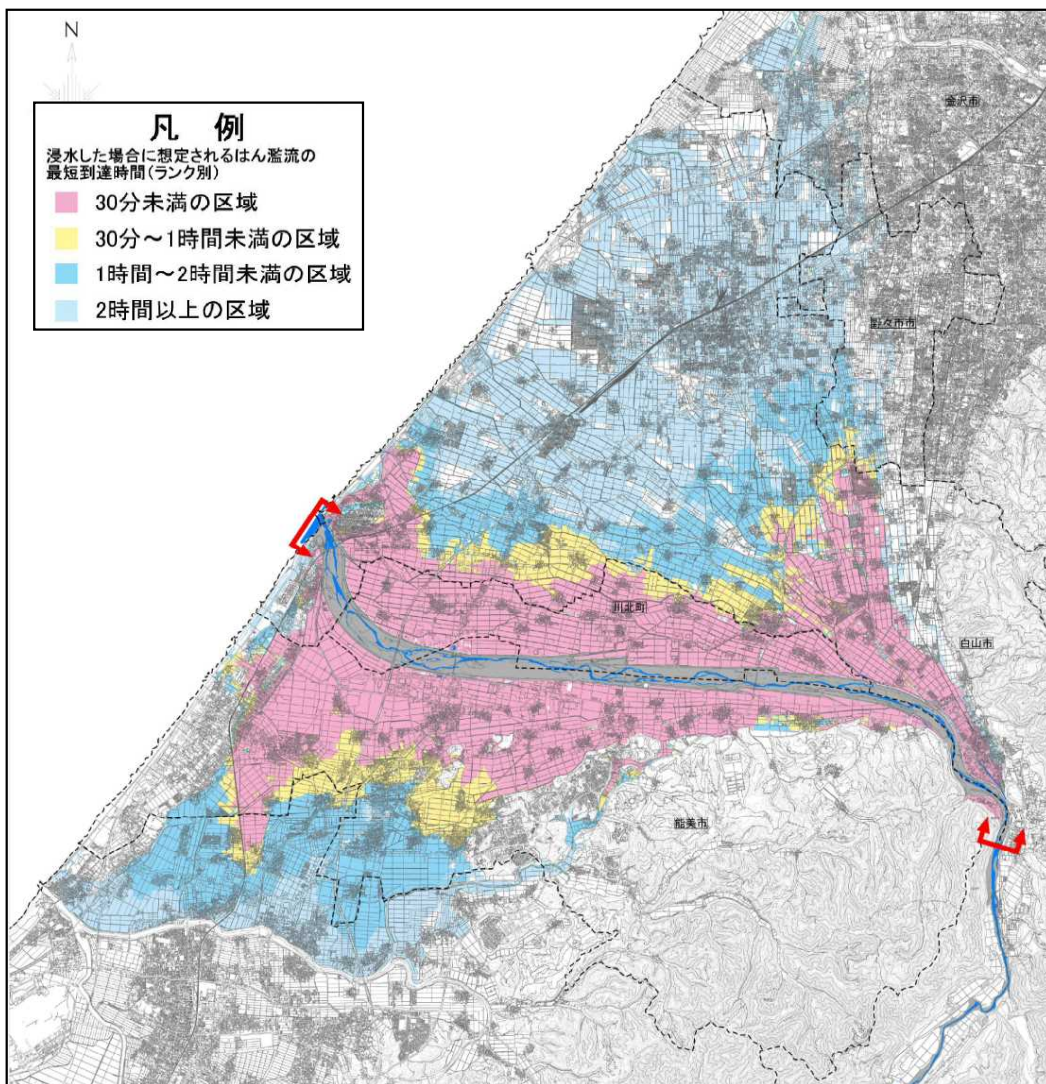 N
凡 例
浸水した場合に想定されるはん濫流の
最短到達時間(ランク別)
30分未満の区域
30分～1時間未満の区域
1時間～2時間未満の区域
2時間以上の区域
金沢市
野々市市
川北町
白山市
能美市